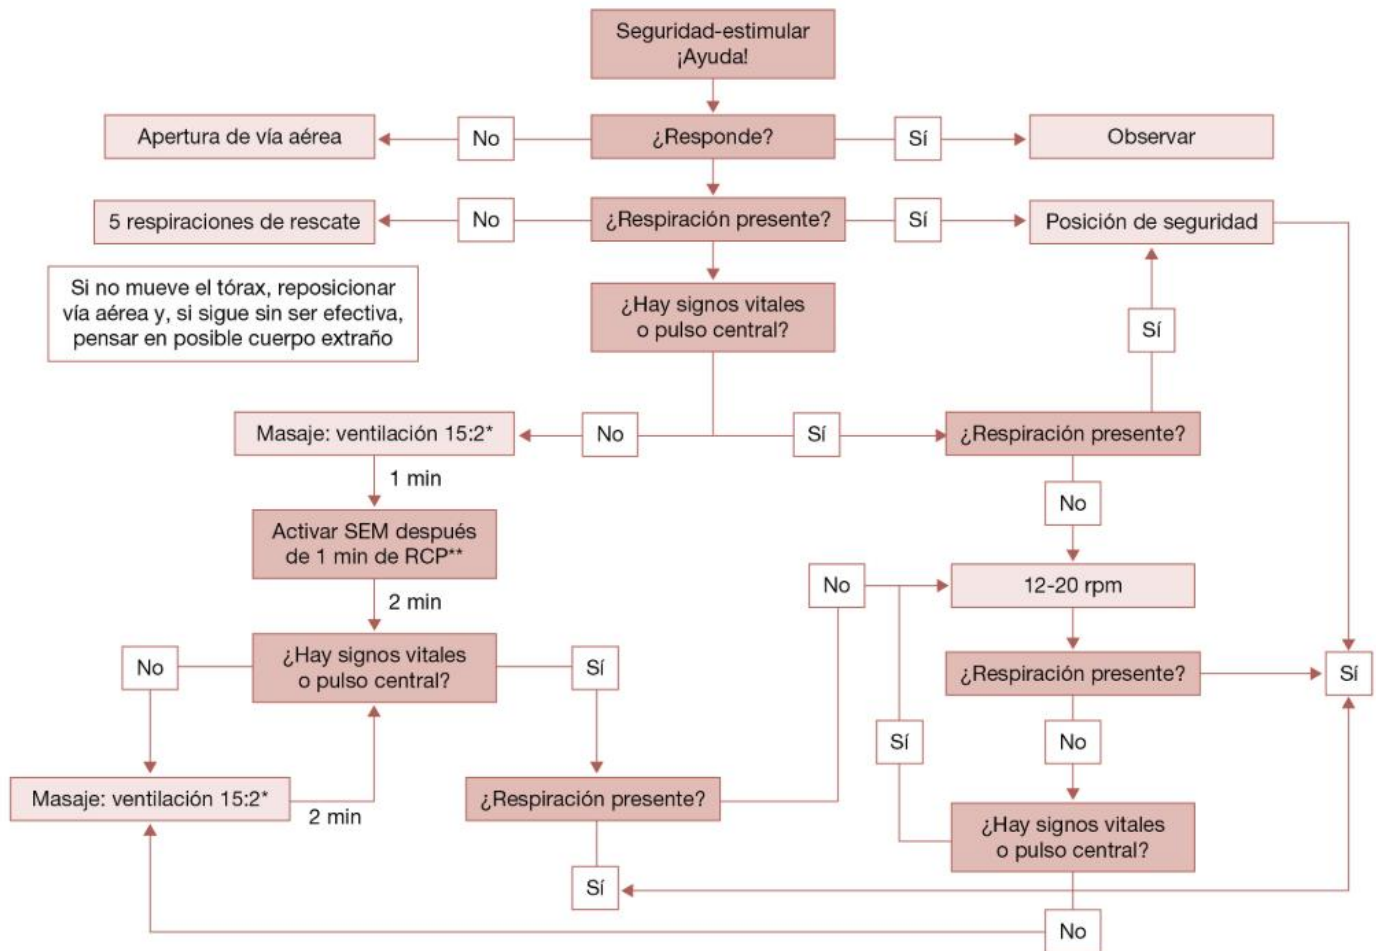 Seguridad-estimular
¡Ayuda!
Apertura de vía aérea
No
¿Responde?
Sí
Observar
5 respiraciones de rescate
No
¿Respiración presente?
Sí
Posición de seguridad
Si no mueve el tórax, reposicionar
vía aérea y, si sigue sin ser efectiva,
pensar en posible cuerpo extraño
¿Hay signos vitales
o pulso central?
Sí
Masaje: ventilación 15:2*
No
Sí
¿Respiración presente?
1 min
No
Activar SEM después
de 1 min de RCP**
No
12-20 rpm
2 min
No
¿Hay signos vitales
o pulso central?
Sí
¿Respiración presente?
Sí
Sí
No
Masaje: ventilación 15:2*
2 min
¿Respiración presente?
¿Hay signos vitales
o pulso central?
Sí
No